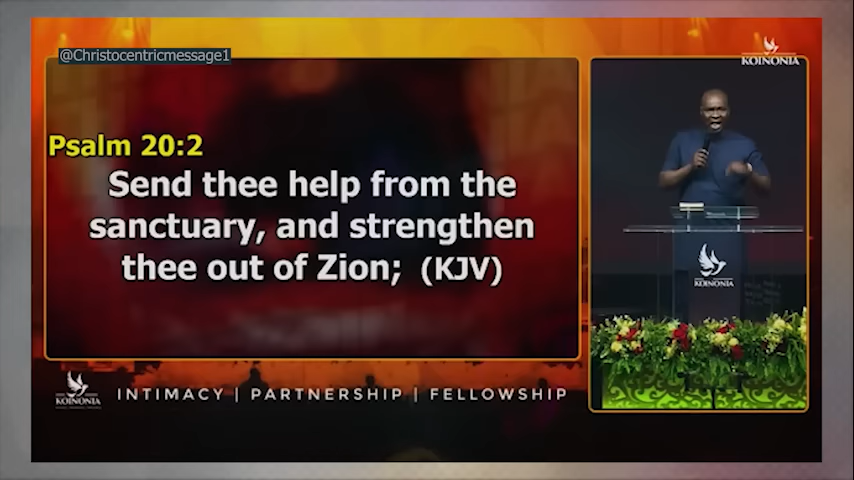 @Christocentricmessage1
KOINONIA
Psalm 20:2
Send thee help from the
sanctuary, and strengthen
thee out of Zion; (KJV)
KOINONIA
KOINONIA
INTIMACY | PARTNERSHIP | FELLOWSHIP